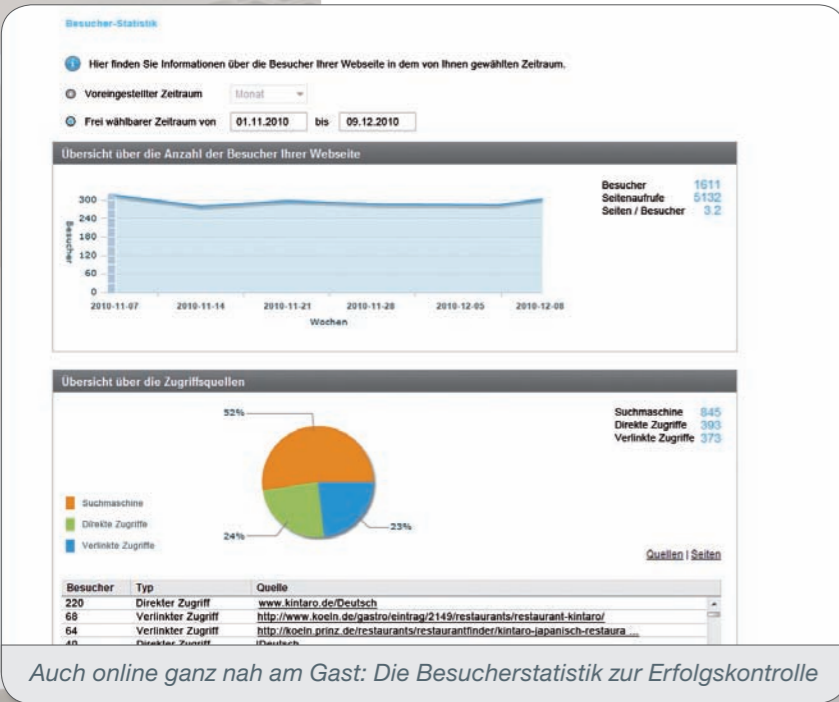 Besucher-Statistik
Hier finden Sie Informationen über die Besucher Ihrer Webseite in dem von Ihnen gewählten Zeitraum.
Voreingestellter Zeitraum Monat
Frei wählbarer Zeitraum von 01.11.2010 bis 09.12.2010
Übersicht über die Anzahl der Besucher Ihrer Webseite
Besucher 1611
Seitenaufrufe 5132
Seiten / Besucher 3.2
Besucher
300
240
180
120
60
0
2010-11-07 2010-11-14 2010-11-21 2010-11-28 2010-12-05 2010-12-08
Wochen
Übersicht über die Zugriffsquellen
Suchmaschine 845
Direkte Zugriffe 393
Verlinkte Zugriffe 373
52%
24%
23%
Suchmaschine
Direkte Zugriffe
Verlinkte Zugriffe
Quellen | Seiten
Besucher Typ Quelle
220 Direkter Zugriff www.kintaro.de/Deutsch
68 Verlinkter Zugriff http://www.koeln.de/gastro/eintrag/2149/restaurants/restaurant-kintaro/
64 Verlinkter Zugriff http://koeln.prinz.de/restaurants/restaurantfinder/kintaro-japanisch-restaura ...
40 Direkter Zugriff /Deutsch
Auch online ganz nah am Gast: Die Besucherstatistik zur Erfolgskontrolle